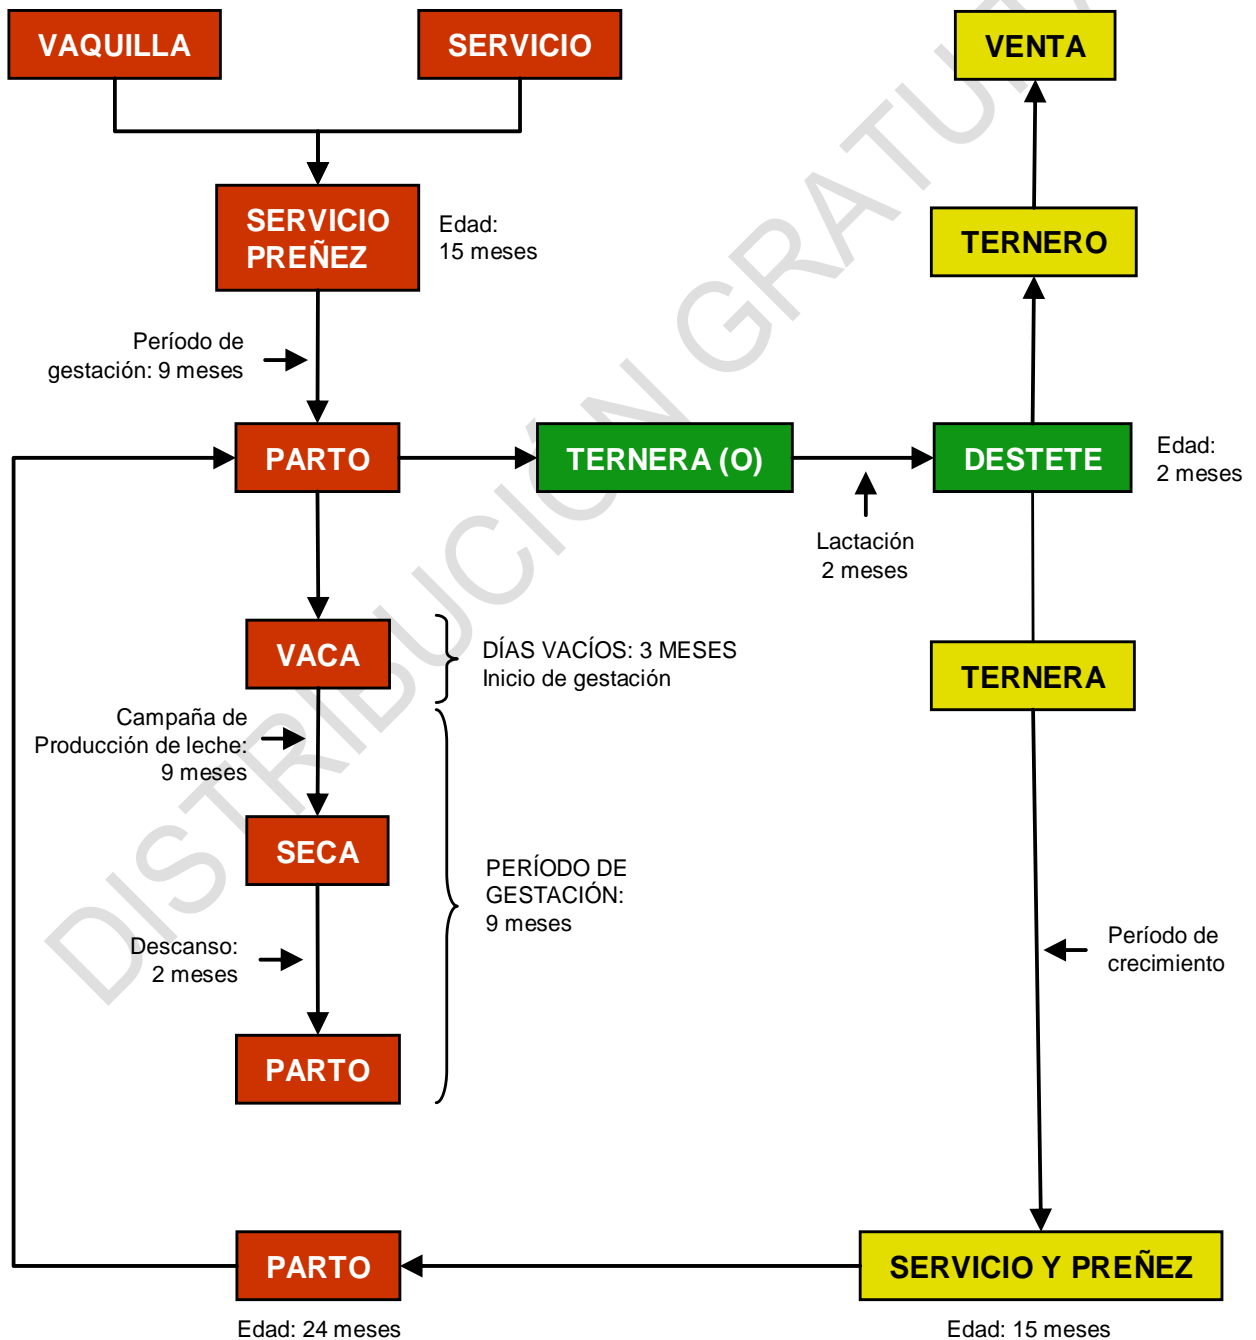 VAQUILLA
SERVICIO
VENTA
SERVICIO
PREÑEZ
Edad:
15 meses
TERNERO
Período de
gestación: 9 meses
PARTO
TERNERA (O)
DESTETE
Edad:
2 meses
Lactación
2 meses
VACA
DÍAS VACÍOS: 3 MESES
Inicio de gestación
TERNERA
Campaña de
Producción de leche:
9 meses
SECA
PERÍODO DE
GESTACIÓN:
9 meses
Descanso:
2 meses
Período de
crecimiento
PARTO
PARTO
SERVICIO Y PREÑEZ
Edad: 24 meses
Edad: 15 meses
DISTRIBUCIÓN GRATUITA